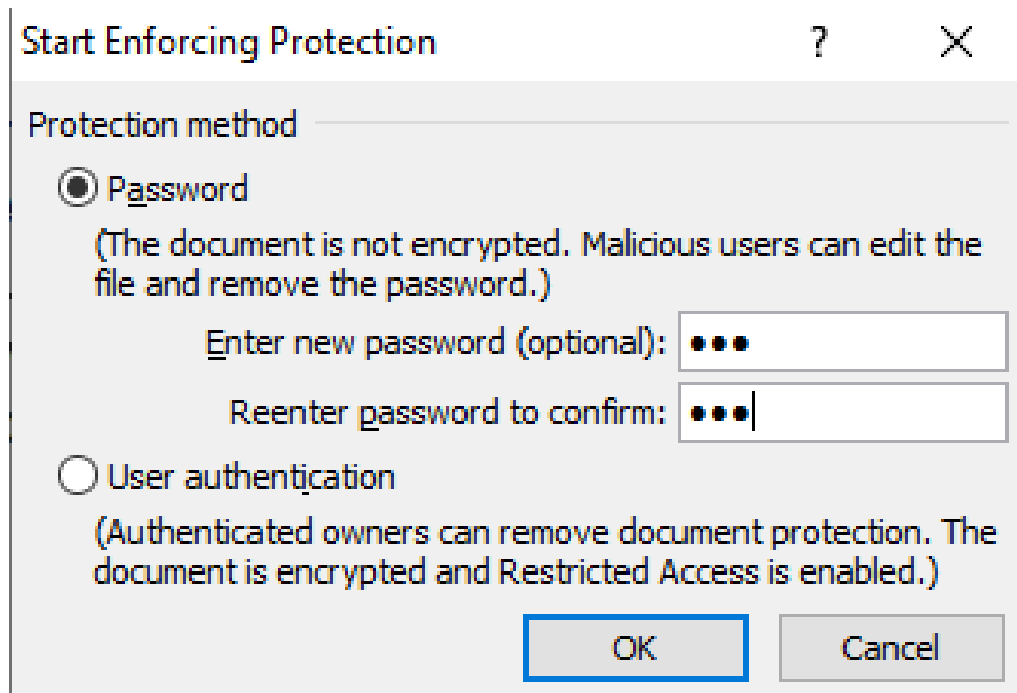 Start Enforcing Protection ?
Protection method
Password
(The document is not encrypted. Malicious users can edit the
file and remove the password.)
Enter new password (optional): •••
Reenter password to confirm: •••
User authentication
(Authenticated owners can remove document protection. The
document is encrypted and Restricted Access is enabled.)
OK Cancel